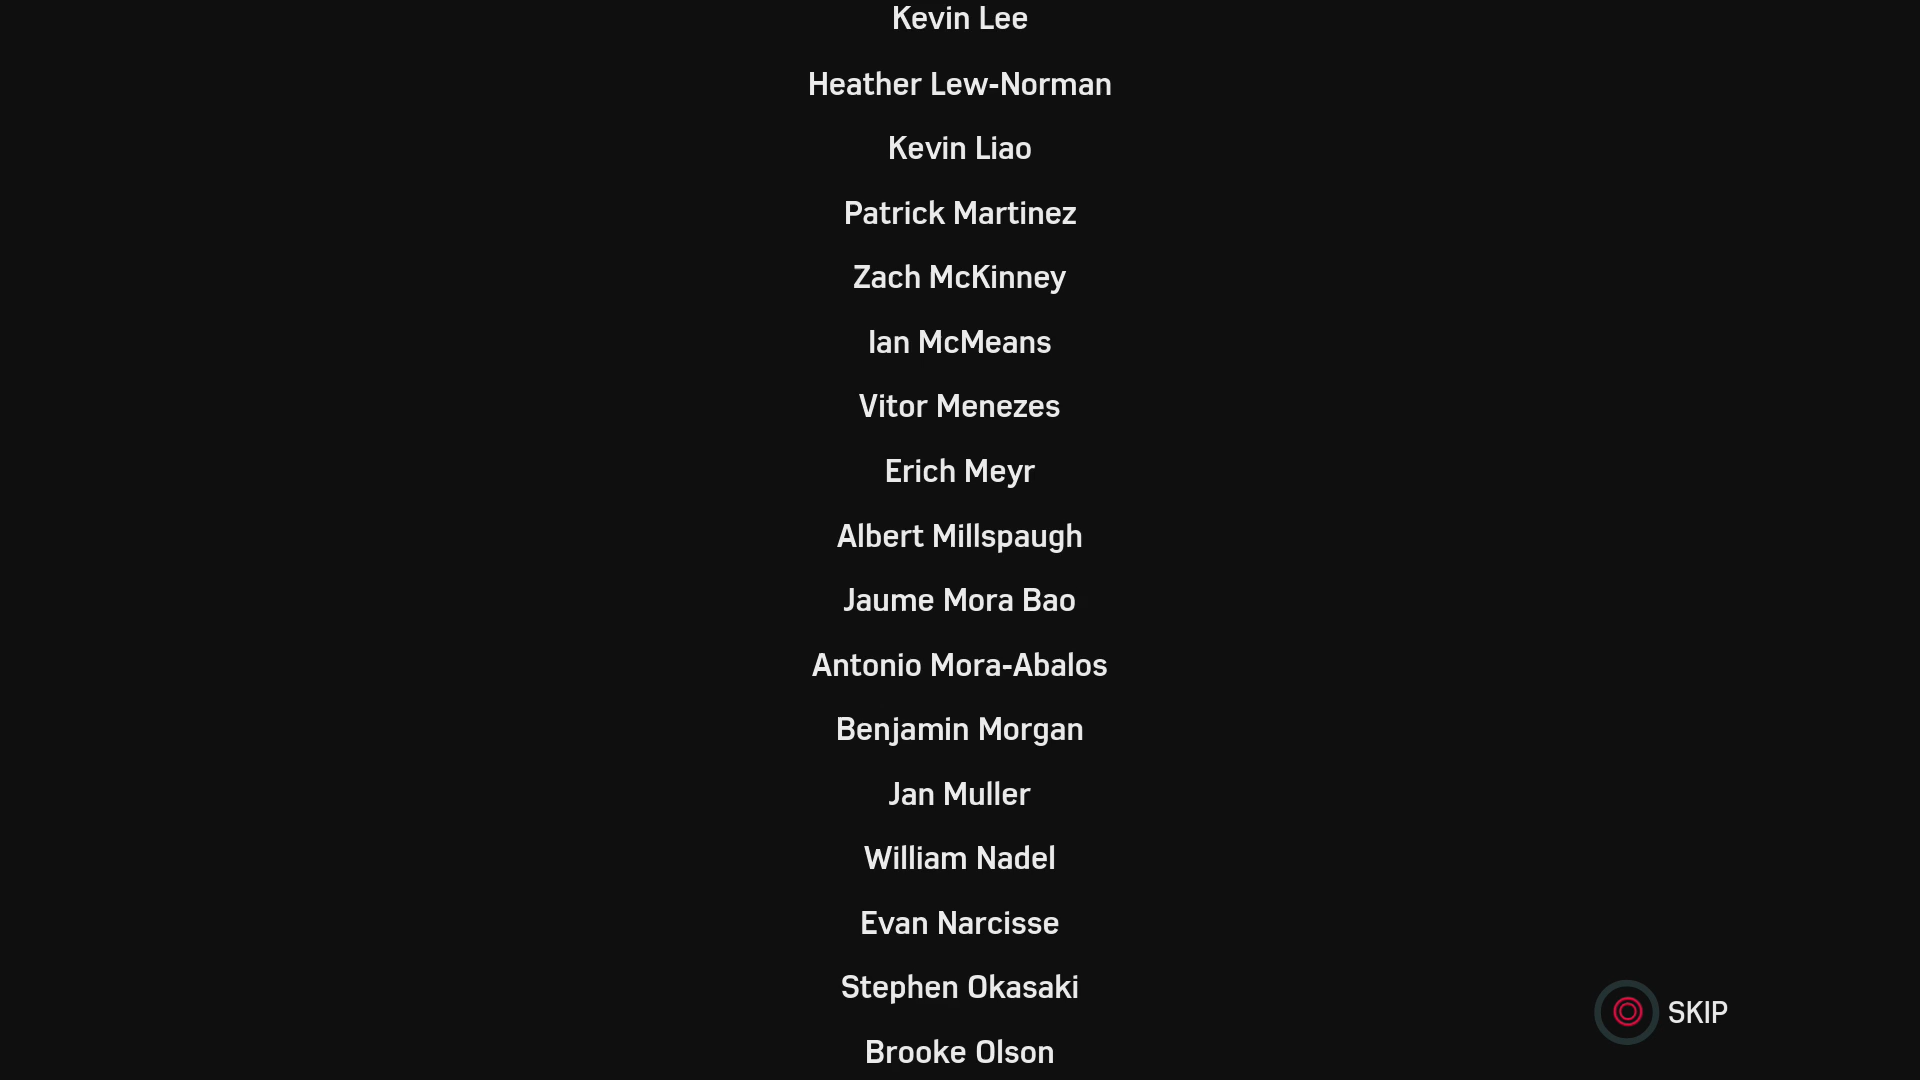 Kevin Lee
Heather Lew-Norman
Kevin Liao
Patrick Martinez
Zach McKinney
Ian McMeans
Vitor Menezes
Erich Meyr
Albert Millspaugh
Jaume Mora Bao
Antonio Mora-Abalos
Benjamin Morgan
Jan Muller
William Nadel
Evan Narcisse
Stephen Okasaki
SKIP
Brooke Olson